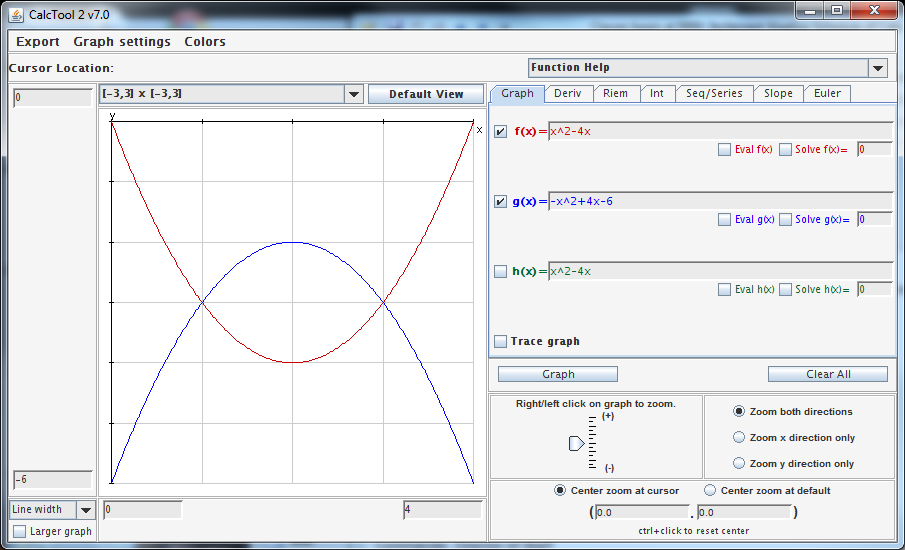 CalcTool 2 v7.0
Export Graph settings Colors
Cursor Location:
Function Help
0
[-3,3] x [-3,3]
Default View
Graph Deriv Riem Int Seq/Series Slope Euler
y
x
f(x)= x^2-4x
Eval f(x) Solve f(x)= 0
g(x)= -x^2+4x-6
Eval g(x) Solve g(x)= 0
h(x)= x^2-4x
Eval h(x) Solve h(x)= 0
Trace graph
Graph Clear All
Right/left click on graph to zoom.
(+)
(-)
Zoom both directions
Zoom x direction only
Zoom y direction only
-6
Line width
0
4
Larger graph
Center zoom at cursor Center zoom at default
( 0.0 . 0.0 )
ctrl+click to reset center